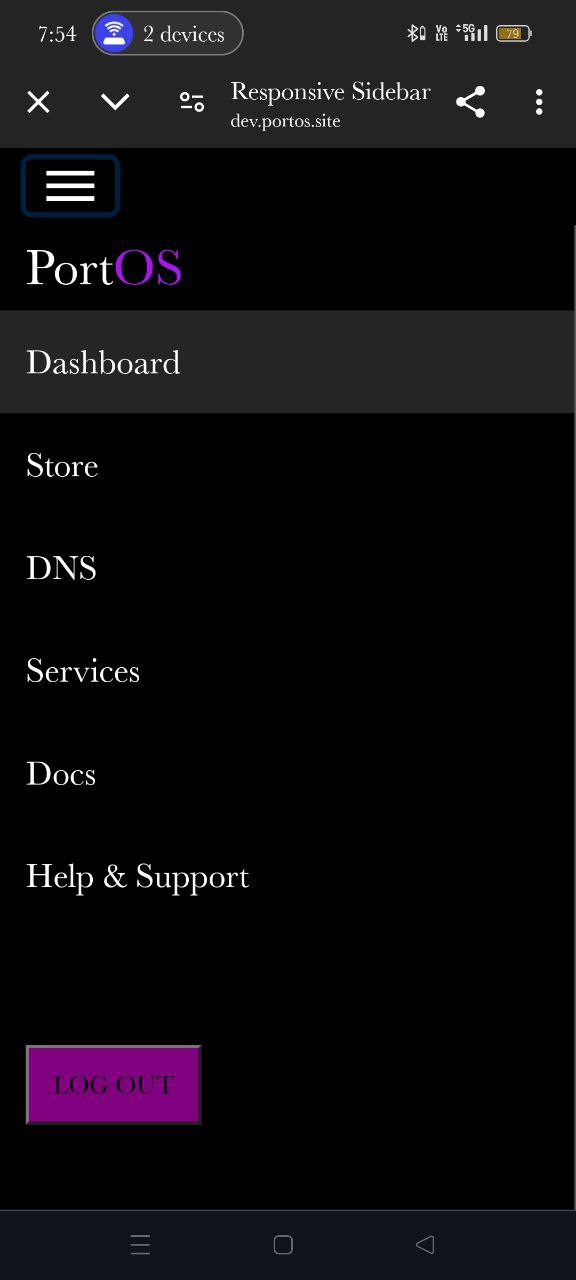 7:54
2 devices
Vo
LTE
5G
79
Responsive Sidebar
dev.portos.site
PortOS
Dashboard
Store
DNS
Services
Docs
Help & Support
LOG OUT